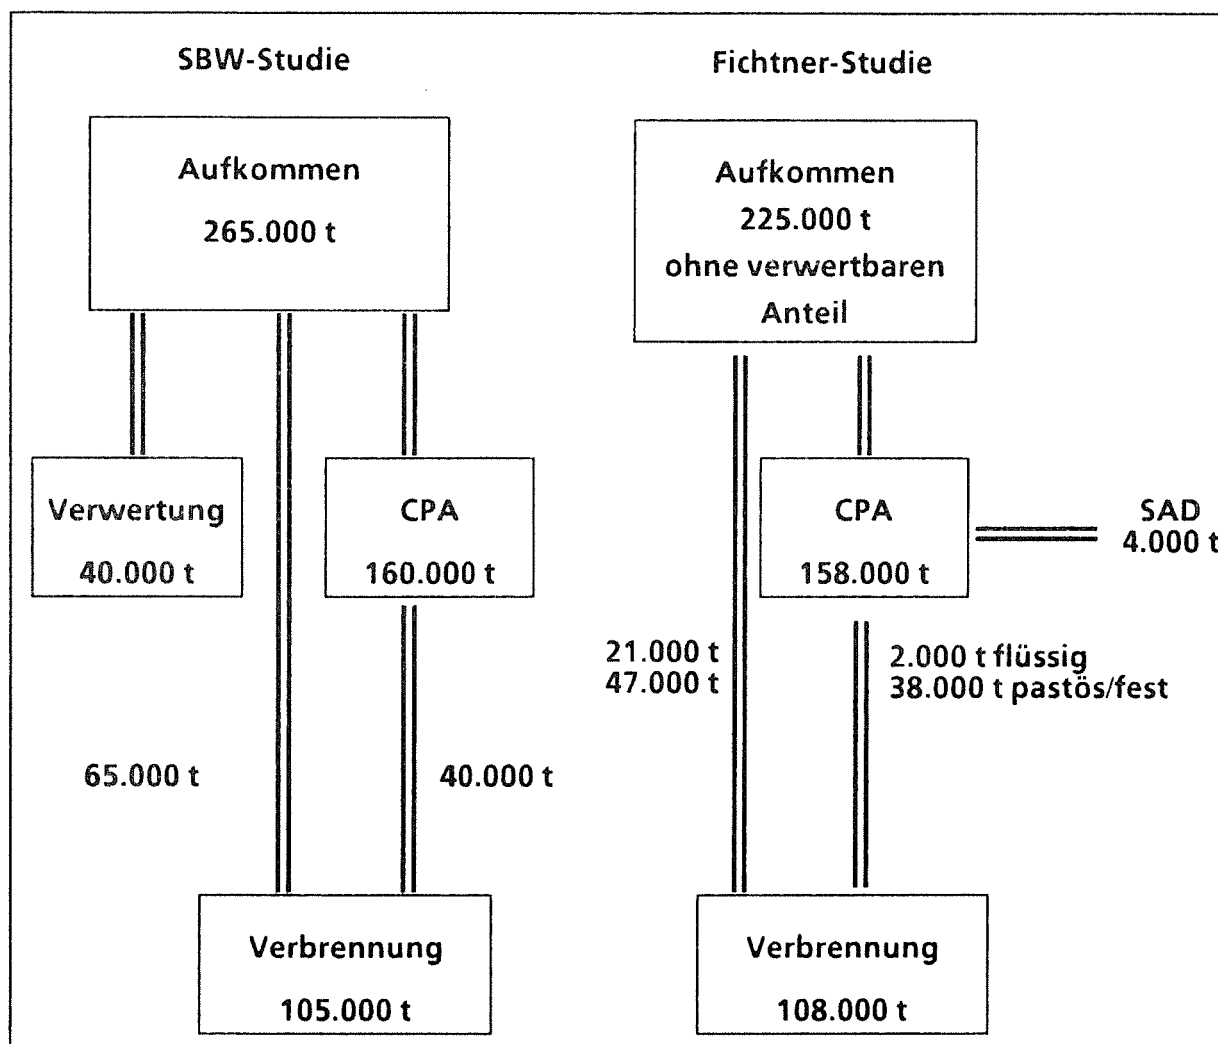 SBW-Studie
Aufkommen
265.000 t
Verwertung
40.000 t
CPA
160.000 t
65.000 t
40.000 t
Verbrennung
105.000 t
Fichtner-Studie
Aufkommen
225.000 t
ohne verwertbaren
Anteil
CPA
158.000 t
SAD
4.000 t
21.000 t
47.000 t
2.000 t flüssig
38.000 t pastös/fest
Verbrennung
108.000 t